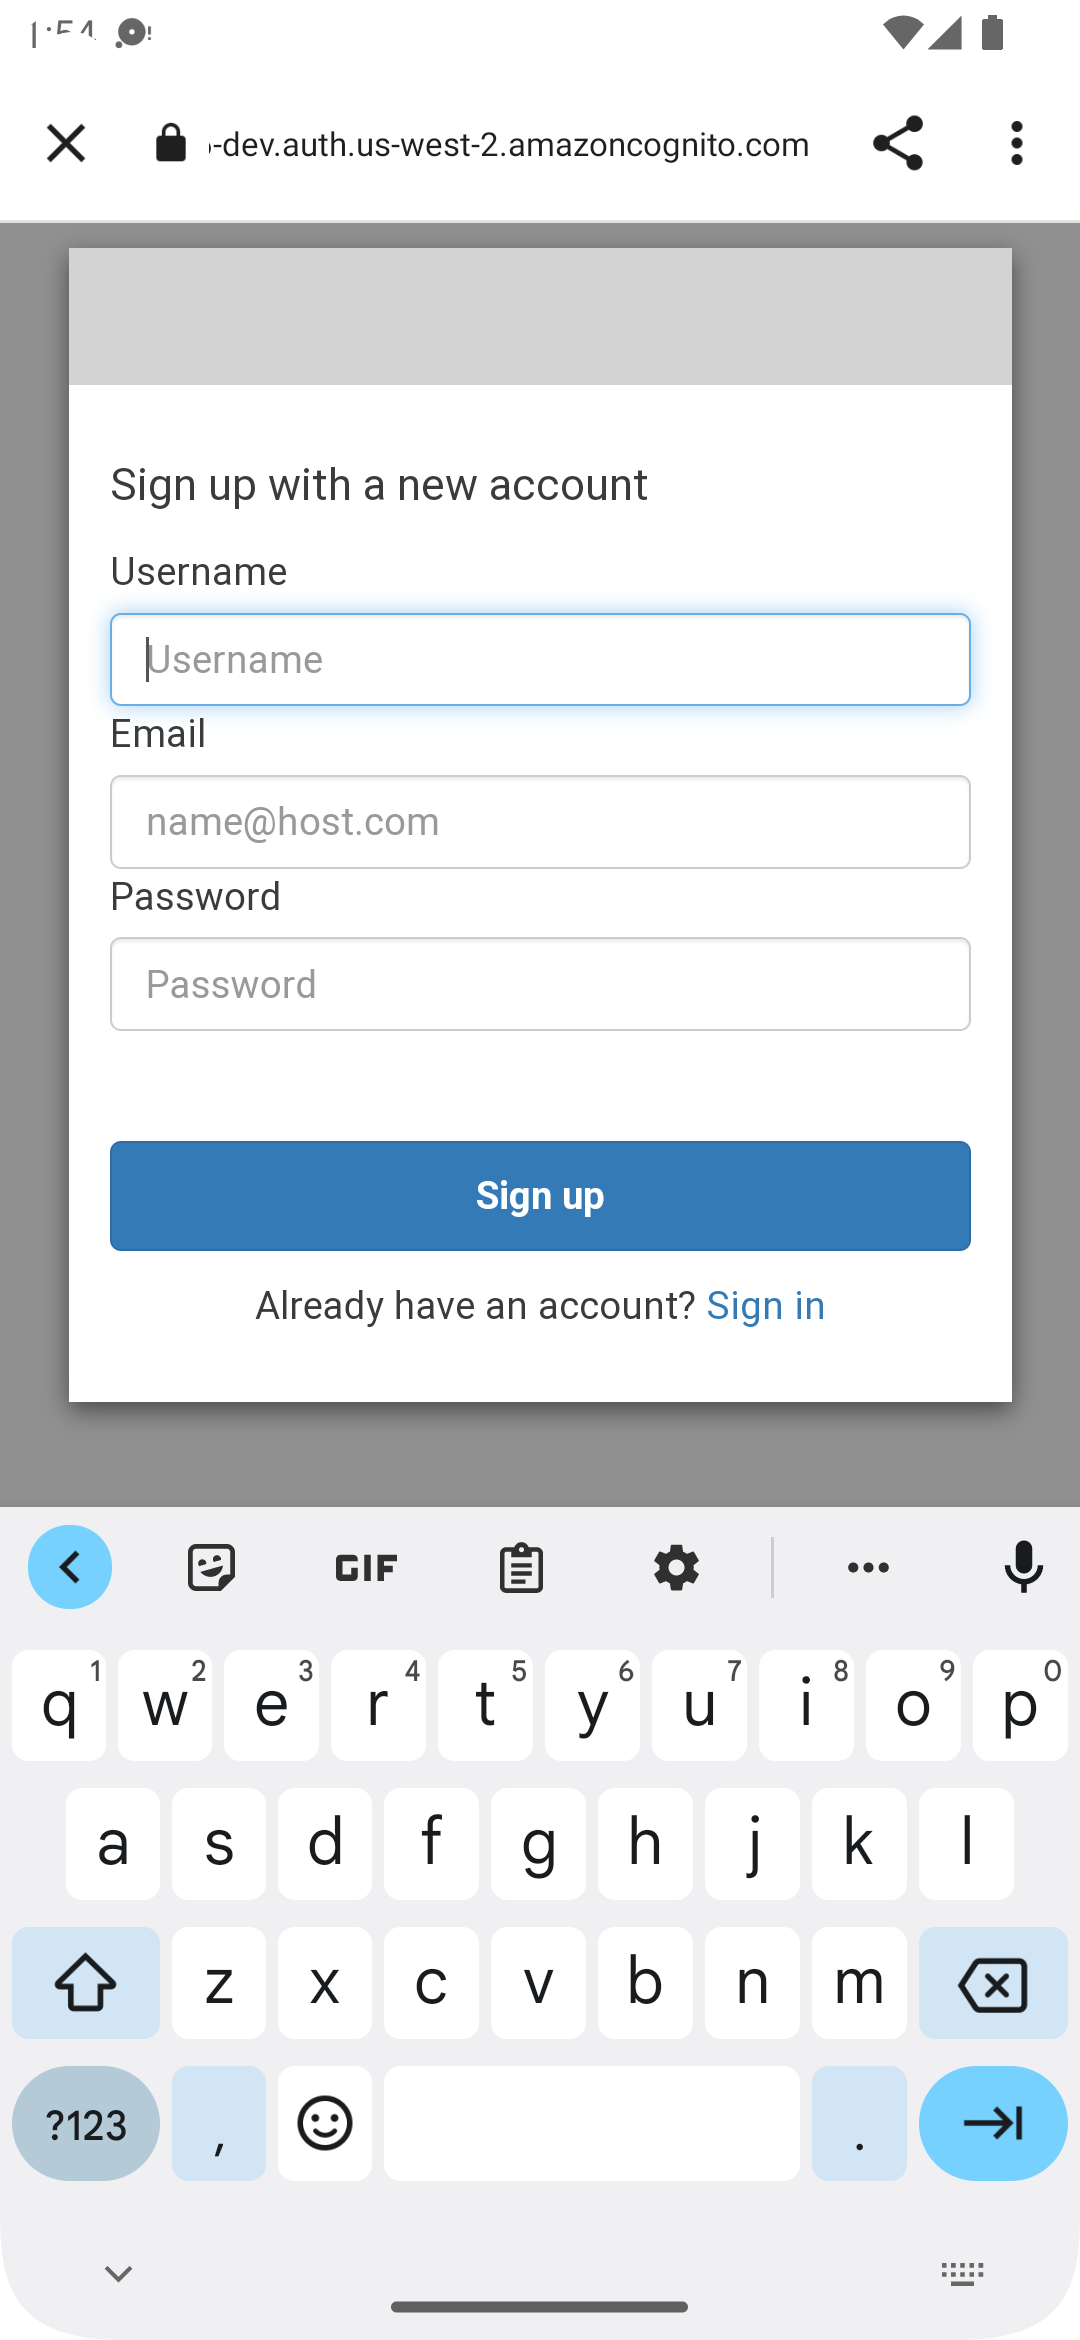 -dev.auth.us-west-2.amazoncognito.com
Sign up with a new account
Username
Username
Email
name@host.com
Password
Password
Sign up
Already have an account? Sign in
GIF
q 1 w 2 e 3 r 4 t 5 y 6 u 7 i 8 o 9 p 0
a s d f g h j k l
z x c v b n m
?123 , .